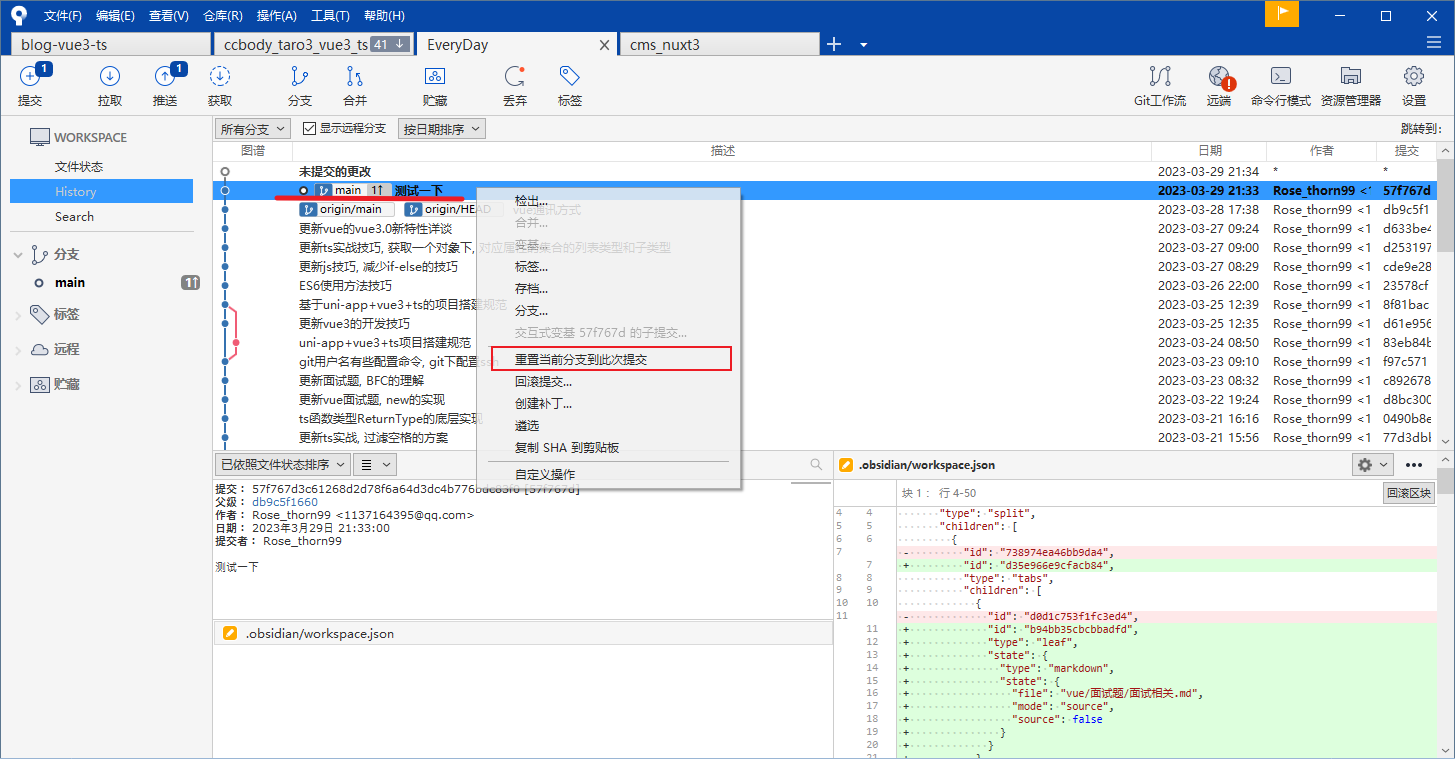 文件(F) 编辑(E) 查看(V) 仓库(R) 操作(A) 工具(T) 帮助(H)
blog-vue3-ts ccbody_taro3_vue3_ts 41 EveryDay cms_nuxt3
1 1
提交 拉取 推送 获取 分支 合并 贮藏 丢弃 标签 Git工作流 远端 命令行模式 资源管理器 设置
WORKSPACE
文件状态
History
Search
分支
main 1
标签
远程
贮藏
所有分支 显示远程分支 按日期排序 跳转到:
图谱 描述 日期 作者 提交
未提交的更改 2023-03-29 21:34 * *
main 1 测试一下 2023-03-29 21:33 Rose_thorn99 <1 57f767d
origin/main origin/HEAD vue通讯方式 2023-03-28 17:38 Rose_thorn99 <1 db9c5f1
更新vue的vue3.0新特性详谈 2023-03-27 09:24 Rose_thorn99 <1 d633be4
更新ts实战技巧, 获取一个对象下, 对应属性 集合的列表类型和子类型 2023-03-27 09:00 Rose_thorn99 <1 d253197
更新js技巧, 减少if-else的技巧 2023-03-27 08:29 Rose_thorn99 <1 cde9e28
ES6使用方法技巧 2023-03-26 22:00 Rose_thorn99 <1 23578cf
基于uni-app+vue3+ts的项目搭建规范 2023-03-25 12:39 Rose_thorn99 <1 8f81bac
更新vue3的开发技巧 2023-03-25 12:35 Rose_thorn99 <1 d61e956
uni-app+vue3+ts项目搭建规范 2023-03-24 08:50 Rose_thorn99 <1 83eb84b
git用户名有些配置命令, git下配置ssh 2023-03-23 09:10 Rose_thorn99 <1 f97c571
更新面试题, BFC的理解 2023-03-23 08:32 Rose_thorn99 <1 c892678
更新vue面试题, new的实现 2023-03-22 19:24 Rose_thorn99 <1 d8bc300
ts函数类型ReturnType的底层实现 2023-03-21 16:16 Rose_thorn99 <1 0490b8e
更新ts实战, 过滤空格的方案 2023-03-21 15:56 Rose_thorn99 <1 77d3dbb
检出...
合并...
变基...
标签...
存档...
分支...
交互式变基 57f767d 的子提交...
重置当前分支到此次提交
回滚提交...
创建补丁...
遴选
复制 SHA 到剪贴板
自定义操作
已依照文件状态排序
提交: 57f767d3c61268d2d78f6a64d3dc4b776bdc83f0 [57f767d]
父级: db9c5f1660
作者: Rose_thorn99 <1137164395@qq.com>
日期: 2023年3月29日 21:33:00
提交者: Rose_thorn99
测试一下
.obsidian/workspace.json
.obsidian/workspace.json
块 1: 行 4-50 回滚区块
4 4 "type": "split",
5 5 "children": [
6 6 {
7 - "id": "738974ea46bb9da4",
7 + "id": "d35e966e9cfacb84",
8 8 "type": "tabs",
9 9 "children": [
10 10 {
11 - "id": "d0d1c753f1fc3ed4",
11 + "id": "b94bb35cbcbbadfd",
12 + "type": "leaf",
13 + "state": {
14 + "type": "markdown",
15 + "state": {
16 + "file": "vue/面试题/面试相关.md",
17 + "mode": "source",
18 + "source": false
19 + }
20 + }
21 +